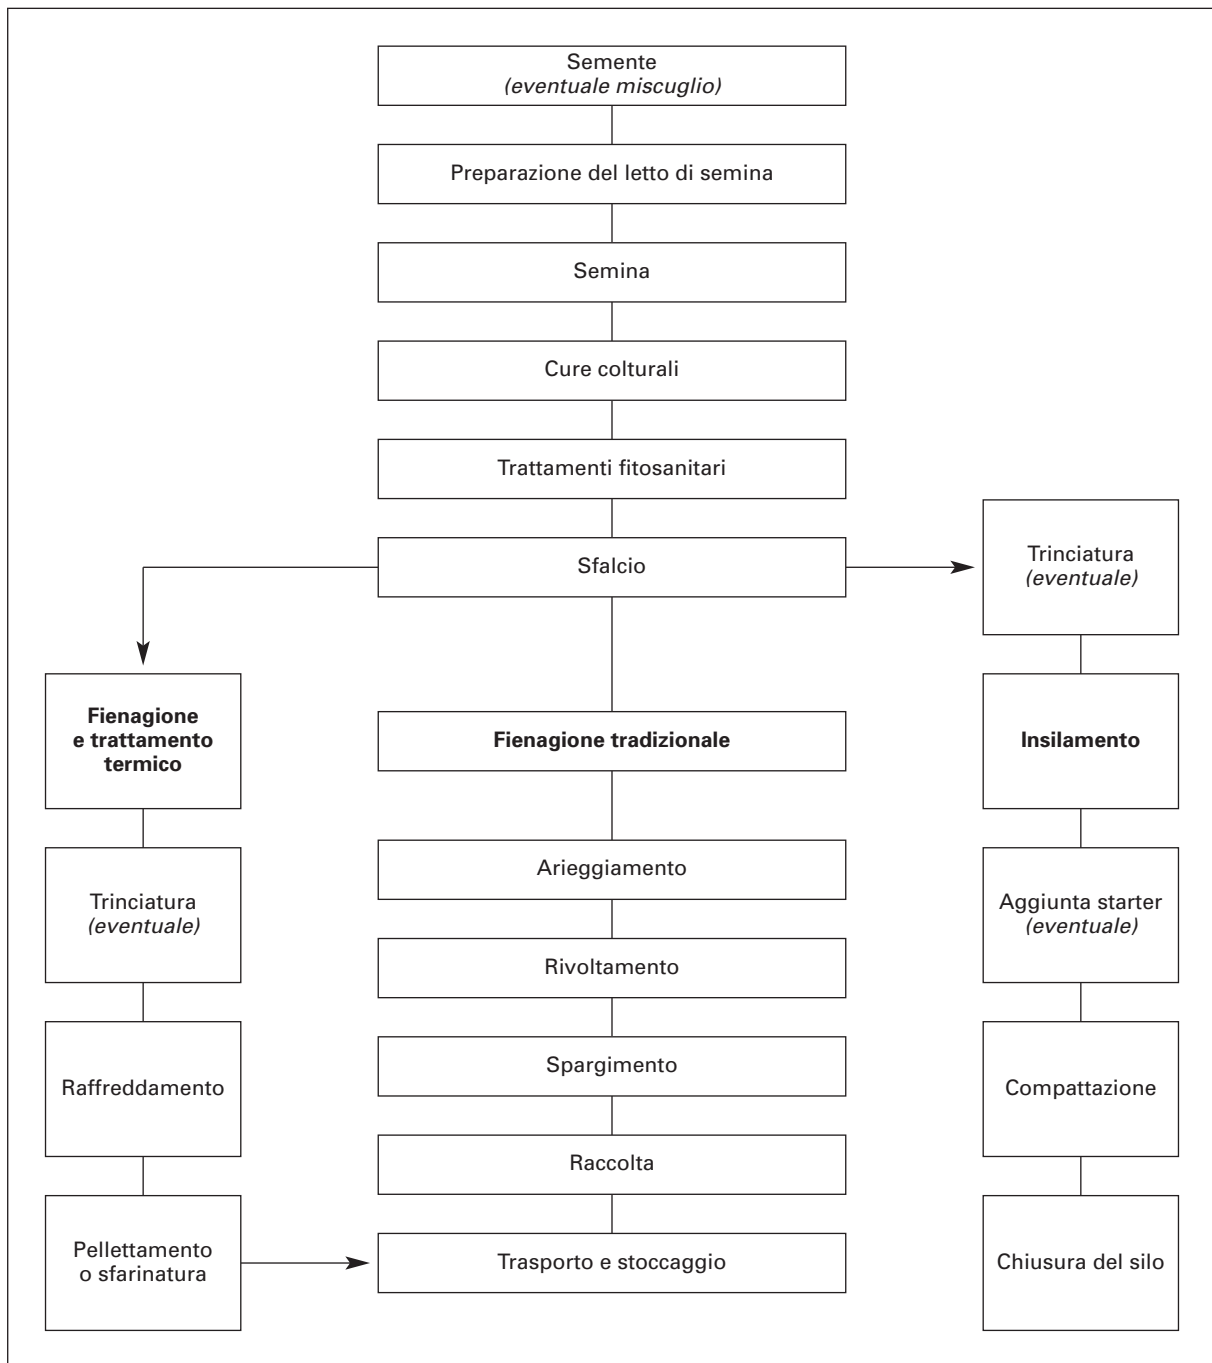 Semente
(eventuale miscuglio)
Preparazione del letto di semina
Semina
Cure colturali
Trattamenti fitosanitari
Sfalcio
Fienagione
e trattamento
termico
Trinciatura
(eventuale)
Raffreddamento
Pellettamento
o sfarinatura
Fienagione tradizionale
Arieggiamento
Rivoltamento
Spargimento
Raccolta
Trasporto e stoccaggio
Trinciatura
(eventuale)
Insilamento
Aggiunta starter
(eventuale)
Compattazione
Chiusura del silo